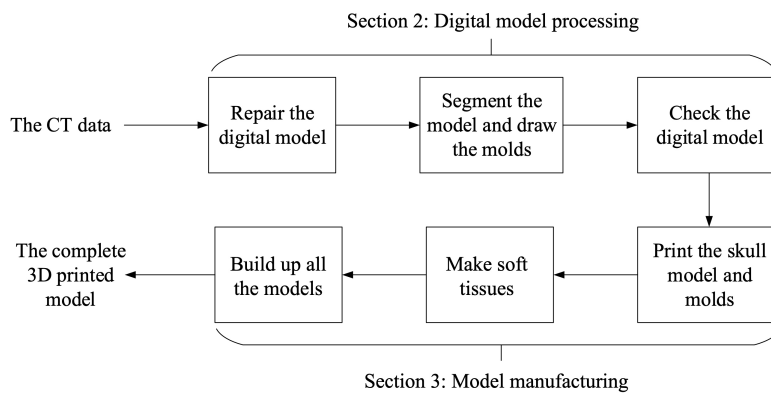 Section 2: Digital model processing
The CT data
Repair the
digital model
Segment the
model and draw
the molds
Check the
digital model
Print the skull
model and
molds
Make soft
tissues
Build up all
the models
The complete
3D printed
model
Section 3: Model manufacturing